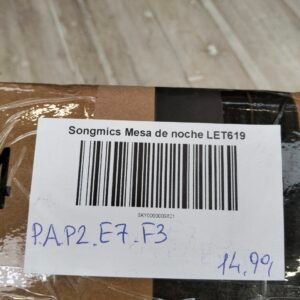 Songmics Mesa de noche LET619
P.A.P2.E7.F3
14,99